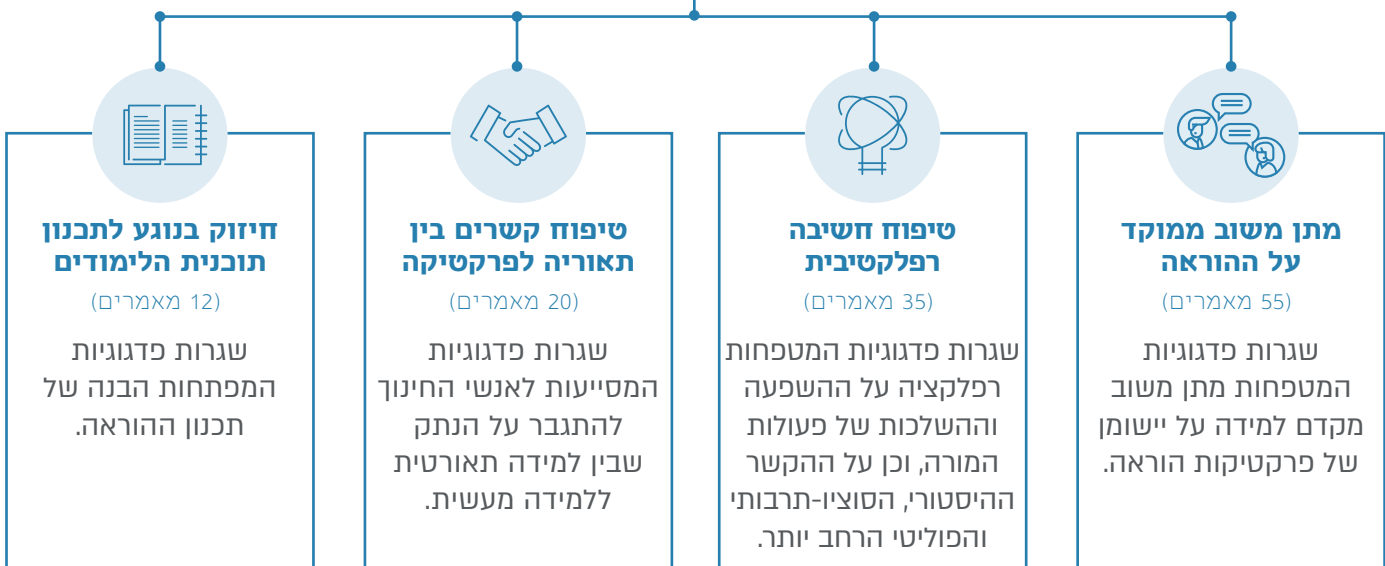 מתן משוב ממוקד
על ההוראה
(55 מאמרים)
שגרות פדגוגיות
המטפחות מתן משוב
מקדם למידה על יישומן
של פרקטיקות הוראה.
טיפוח חשיבה
רפלקטיבית
(35 מאמרים)
שגרות פדגוגיות המטפחות
רפלקציה על ההשפעה
וההשלכות של פעולות
המורה, וכן על ההקשר
ההיסטורי, הסוציו-תרבותי
והפוליטי הרחב יותר.
טיפוח קשרים בין
תאוריה לפרקטיקה
(20 מאמרים)
שגרות פדגוגיות
המסייעות לאנשי החינוך
להתגבר על הנתק
שבין למידה תאורטית
ללמידה מעשית.
חיזוק בנוגע לתכנון
תוכנית הלימודים
(12 מאמרים)
שגרות פדגוגיות
המפתחות הבנה של
תכנון ההוראה.